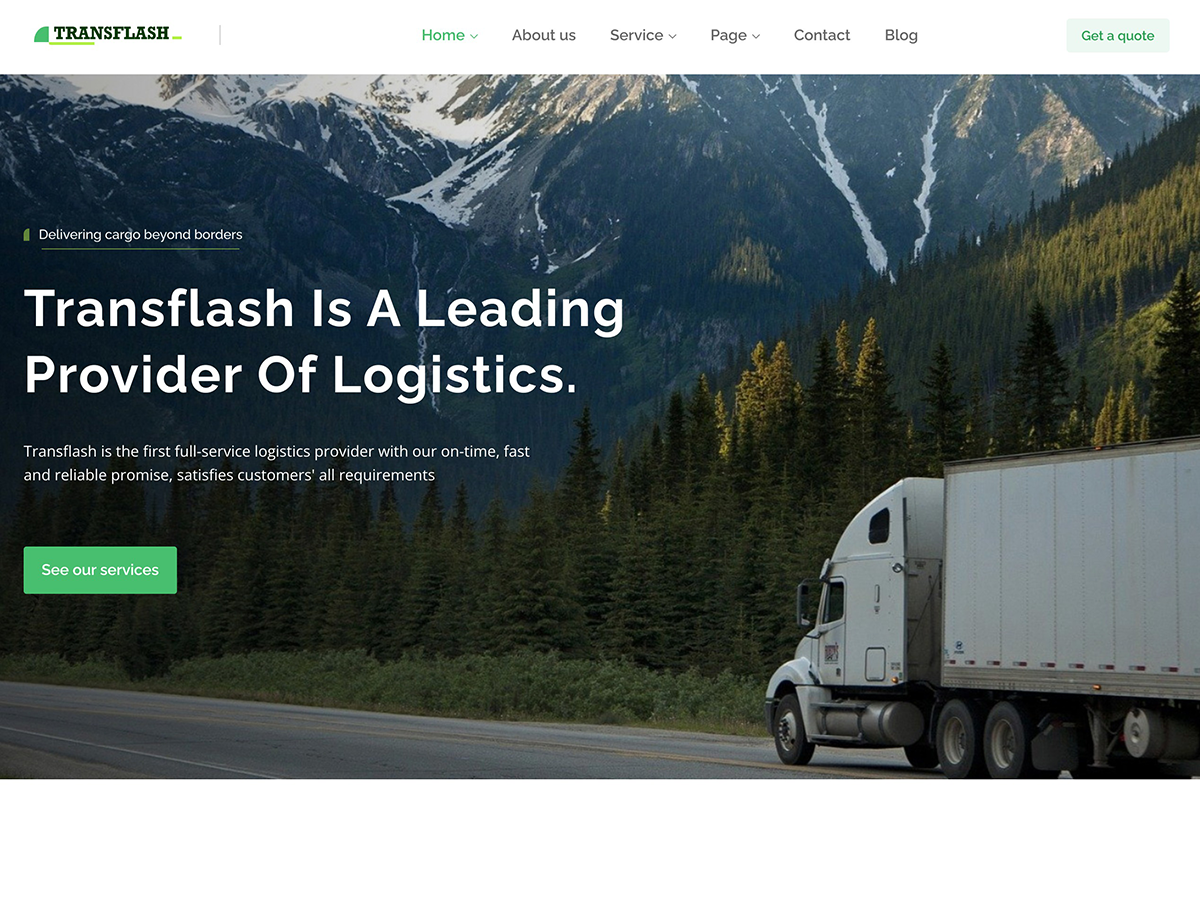 TRANSFLASH
Home
About us
Service
Page
Contact
Blog
Get a quote
Delivering cargo beyond borders
Transflash Is A Leading
Provider Of Logistics.
Transflash is the first full-service logistics provider with our on-time, fast
and reliable promise, satisfies customers' all requirements
See our services